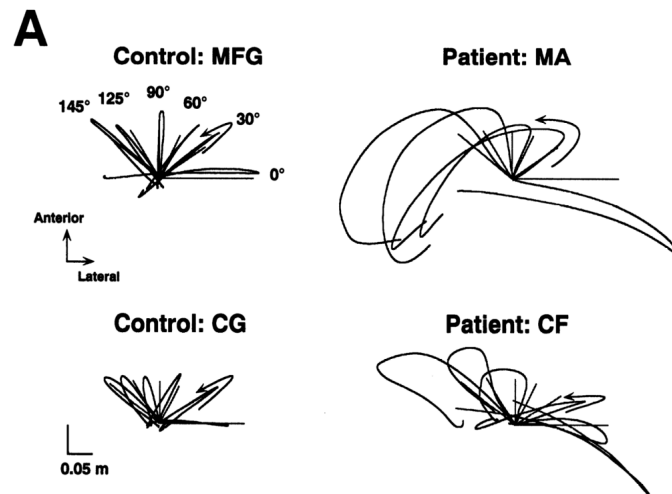 A
Control: MFG
Patient: MA
145° 125° 90° 60° 30°
0°
Anterior
Lateral
Control: CG
Patient: CF
0.05 m